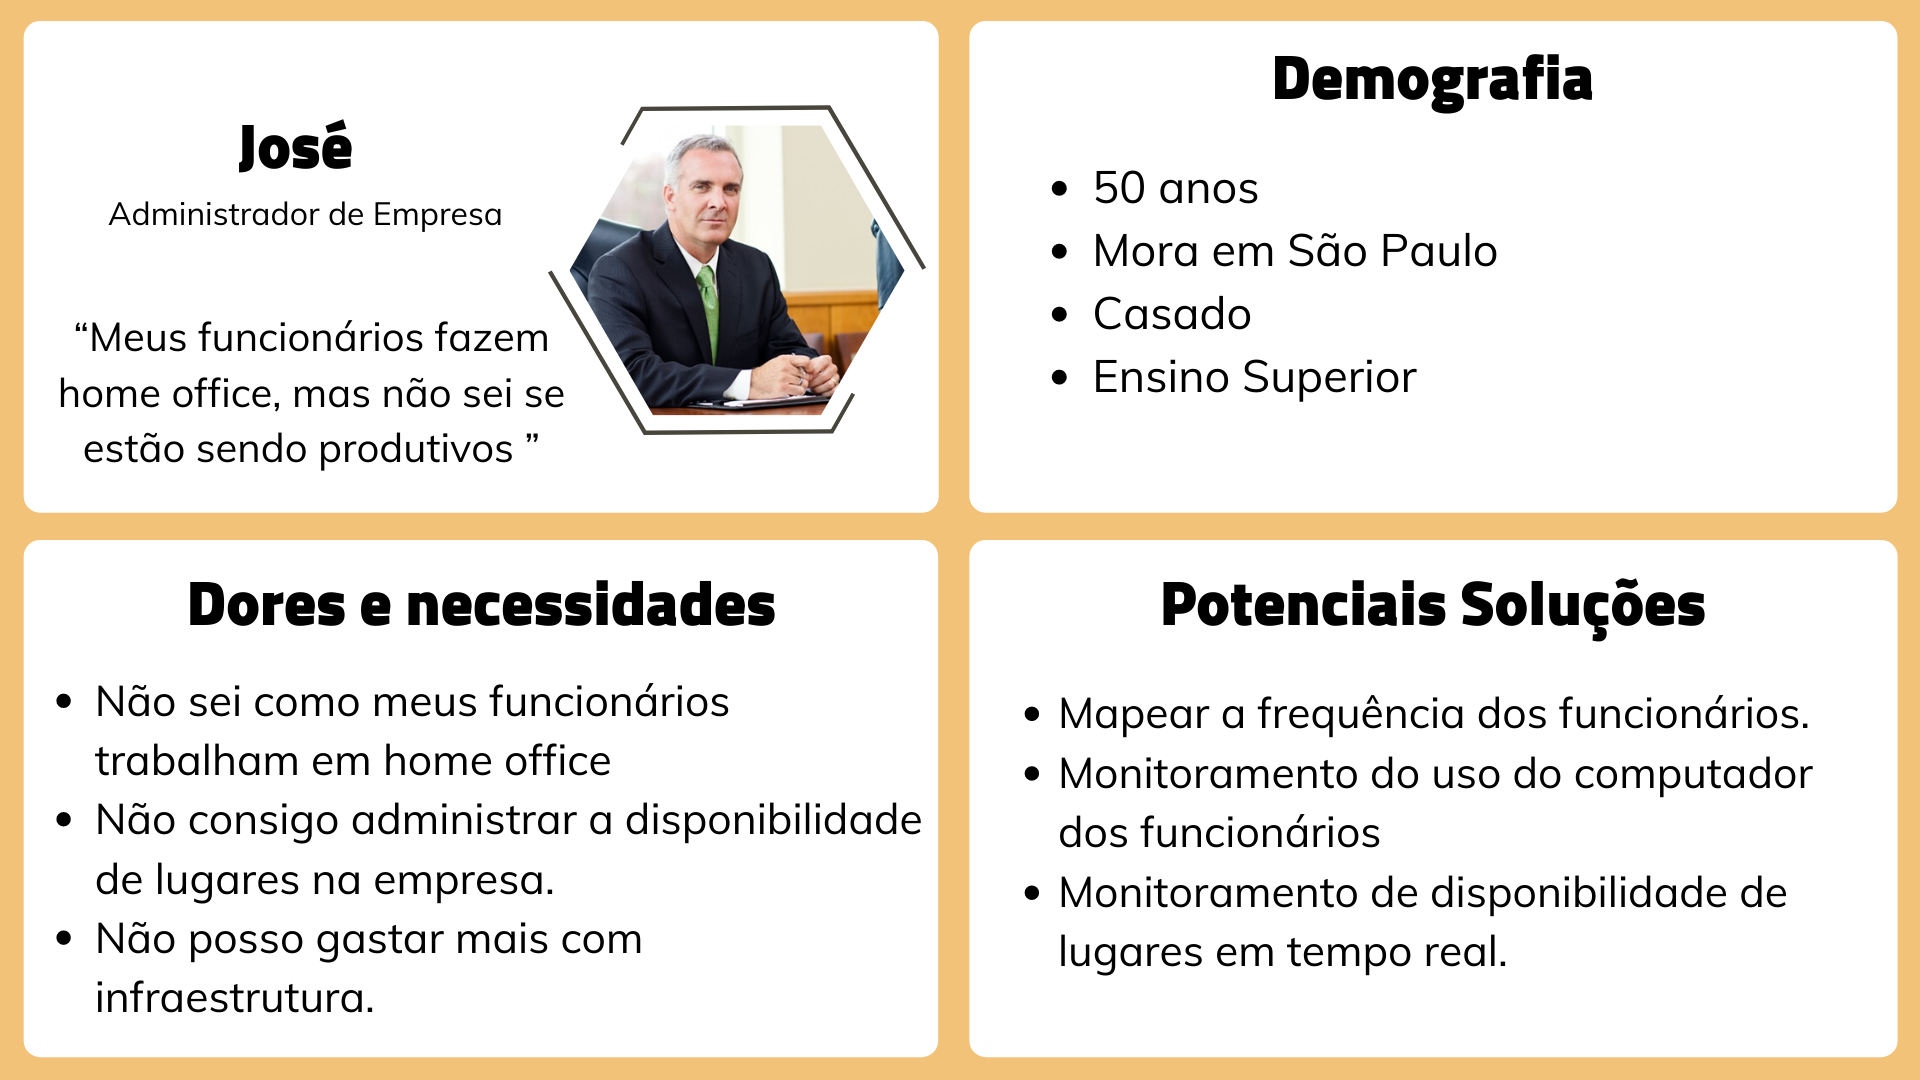 José
Administrador de Empresa
“Meus funcionários fazem
home office, mas não sei se
estão sendo produtivos ”
Demografia
• 50 anos
• Mora em São Paulo
• Casado
• Ensino Superior
Dores e necessidades
• Não sei como meus funcionários
trabalham em home office
• Não consigo administrar a disponibilidade
de lugares na empresa.
• Não posso gastar mais com
infraestrutura.
Potenciais Soluções
• Mapear a frequência dos funcionários.
• Monitoramento do uso do computador
dos funcionários
• Monitoramento de disponibilidade de
lugares em tempo real.